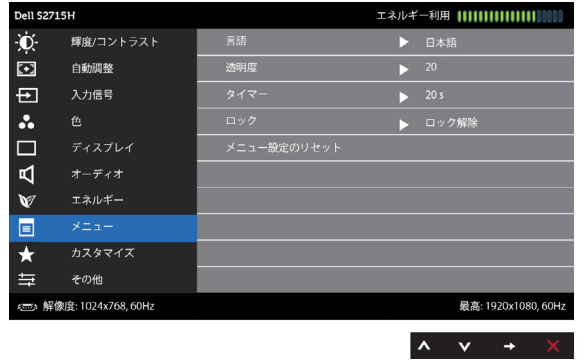 Dell S2715H エネルギー利用
輝度/コントラスト 言語 日本語
自動調整 透明度 20
入力信号 タイマー 20 s
色 ロック ロック解除
ディスプレイ メニュー設定のリセット
オーディオ
エネルギー
メニュー
カスタマイズ
その他
解像度: 1024x768, 60Hz 最高: 1920x1080, 60Hz